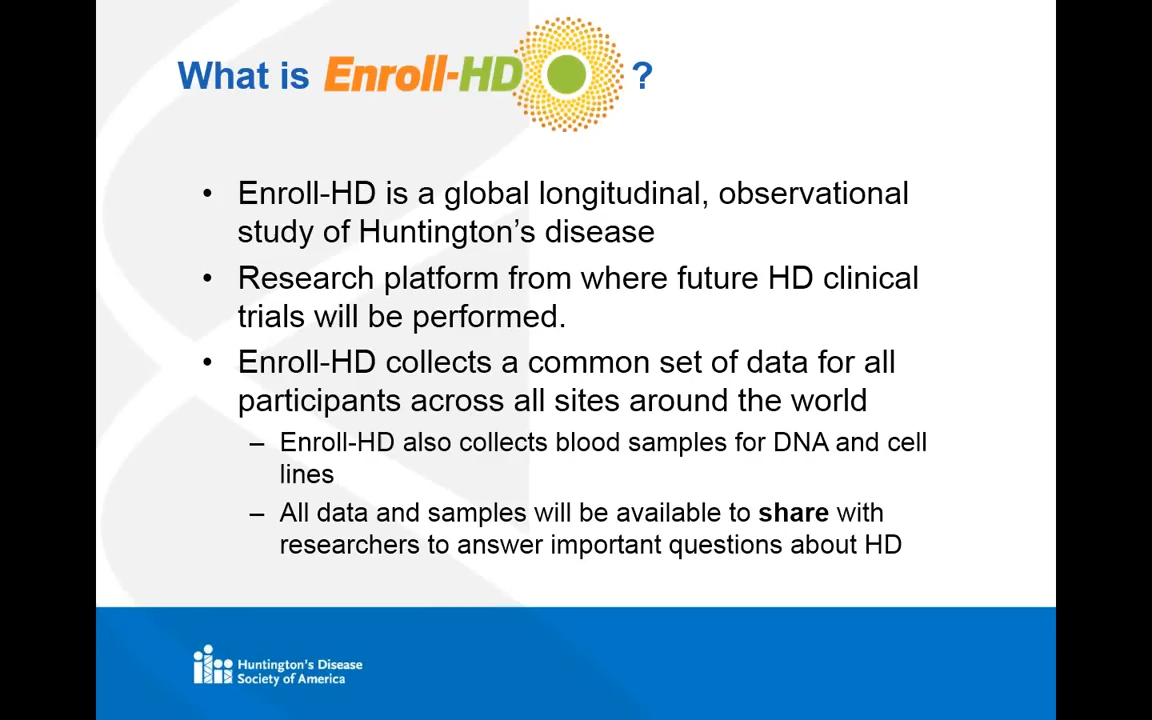 What is Enroll-HD ?
• Enroll-HD is a global longitudinal, observational
study of Huntington’s disease
• Research platform from where future HD clinical
trials will be performed.
• Enroll-HD collects a common set of data for all
participants across all sites around the world
– Enroll-HD also collects blood samples for DNA and cell
lines
– All data and samples will be available to share with
researchers to answer important questions about HD
Huntington's Disease
Society of America